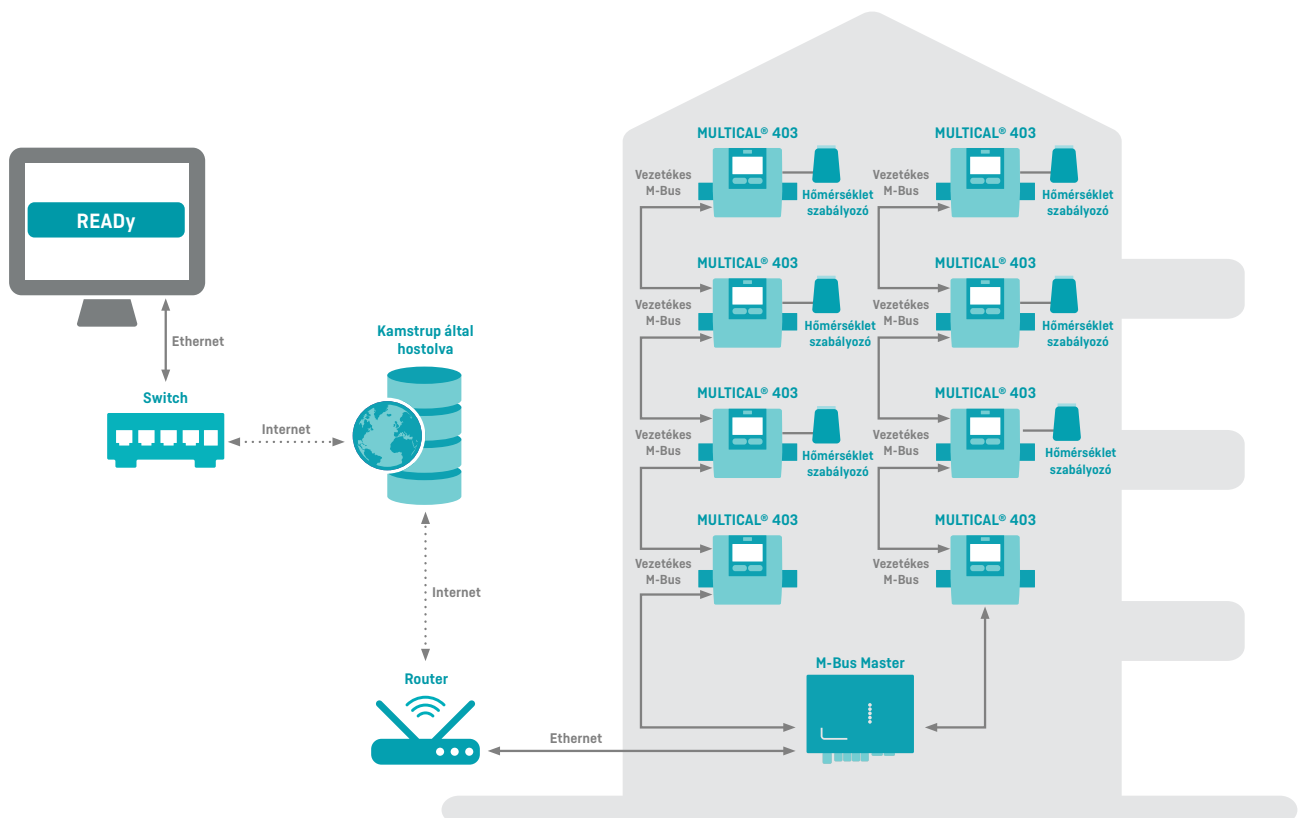 READy
Ethernet
Switch
Internet
Kamstrup által
hostolva
Internet
Router
Ethernet
M-Bus Master
MULTICAL® 403
Vezetékes
M-Bus
Hőmérséklet
szabályozó
MULTICAL® 403
Vezetékes
M-Bus
Hőmérséklet
szabályozó
MULTICAL® 403
Vezetékes
M-Bus
Hőmérséklet
szabályozó
MULTICAL® 403
Vezetékes
M-Bus
Hőmérséklet
szabályozó
MULTICAL® 403
Vezetékes
M-Bus
Hőmérséklet
szabályozó
MULTICAL® 403
Vezetékes
M-Bus
Hőmérséklet
szabályozó
MULTICAL® 403
Vezetékes
M-Bus
MULTICAL® 403
Vezetékes
M-Bus